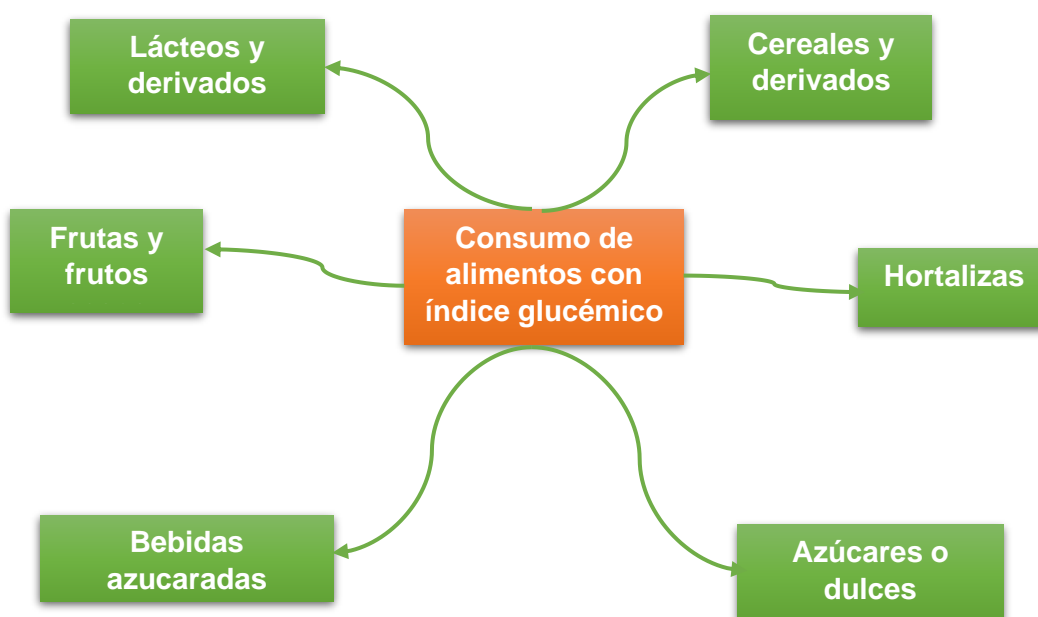 Lácteos y
derivados
Cereales y
derivados
Frutas y
frutos
Consumo de
alimentos con
índice glucémico
Hortalizas
Bebidas
azucaradas
Azúcares o
dulces